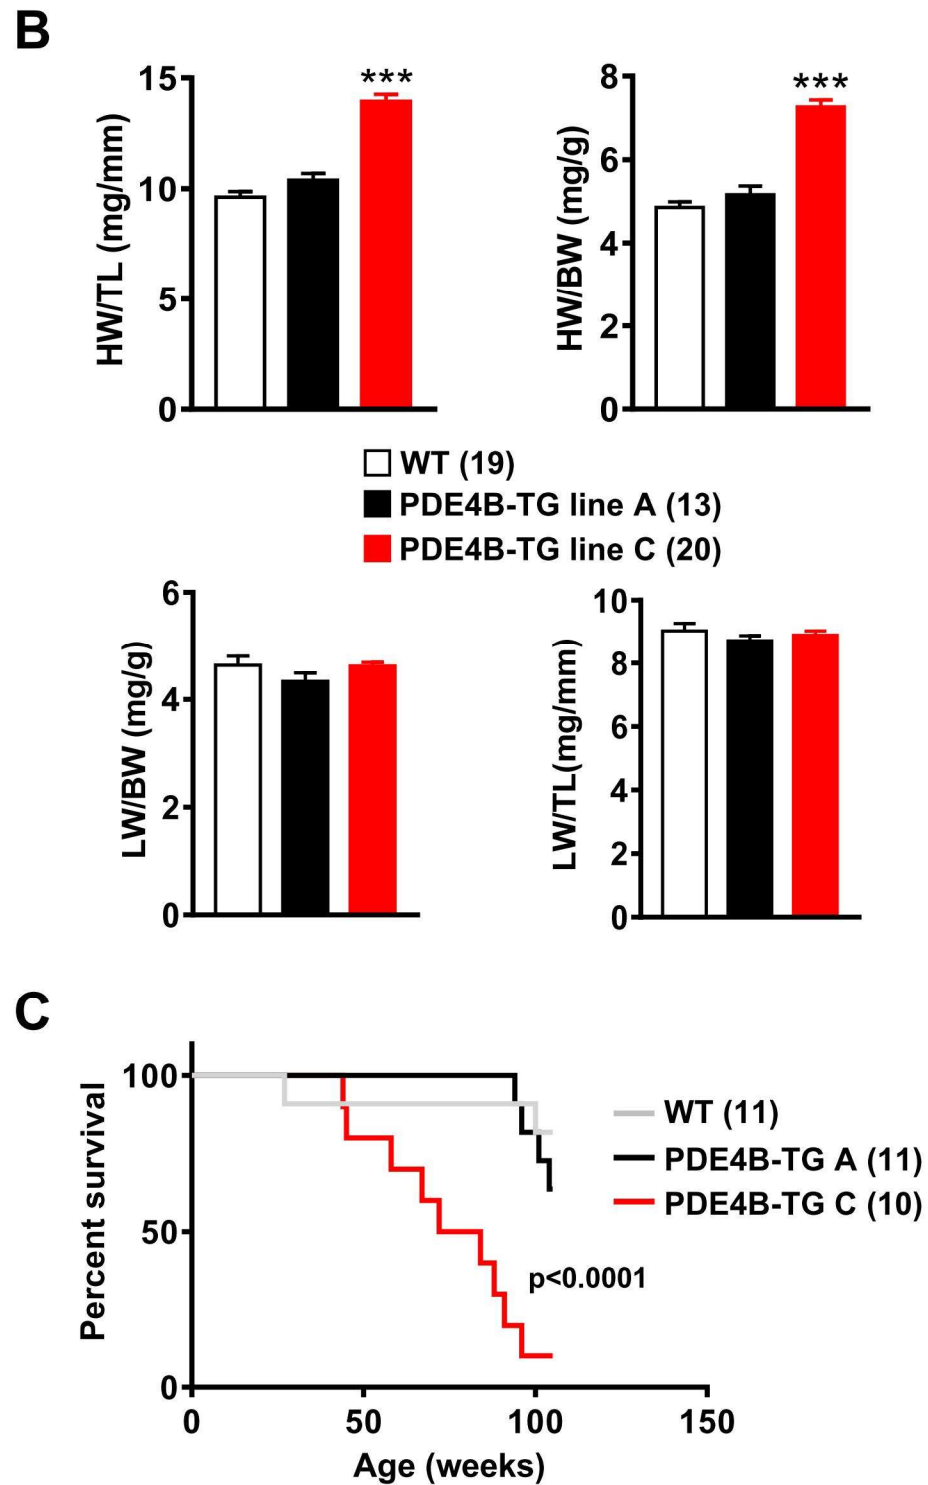 B
HW/TL (mg/mm)
15
10
5
0
***
HW/BW (mg/g)
8
6
4
2
0
***
WT (19)
PDE4B-TG line A (13)
PDE4B-TG line C (20)
LW/BW (mg/g)
6
4
2
0
LW/TL(mg/mm)
10
8
6
4
2
0
C
Percent survival
100
50
0
0 50 100 150
Age (weeks)
p<0.0001
WT (11)
PDE4B-TG A (11)
PDE4B-TG C (10)